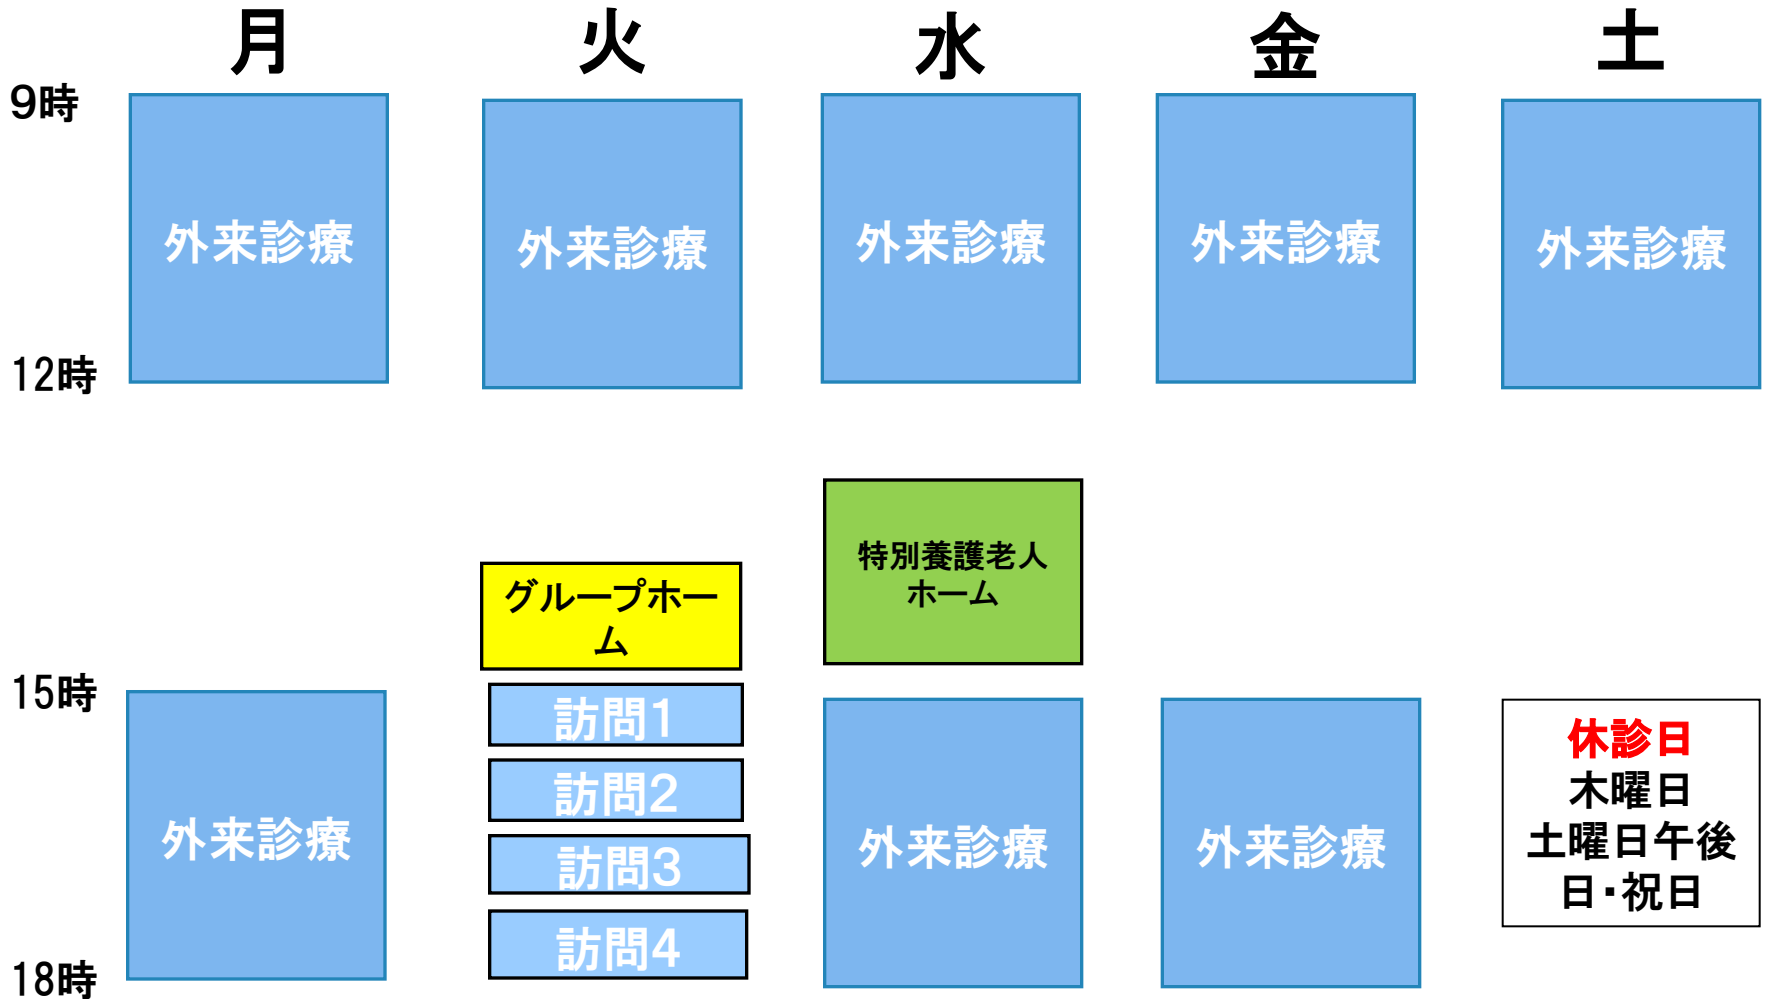 月 火 水 金 土
9時
外来診療 外来診療 外来診療 外来診療 外来診療
12時
特別養護老人
ホーム
グループホー
ム
15時
訪問1
訪問2
訪問3
訪問4
外来診療 外来診療 外来診療
休診日
木曜日
土曜日午後
日・祝日
18時